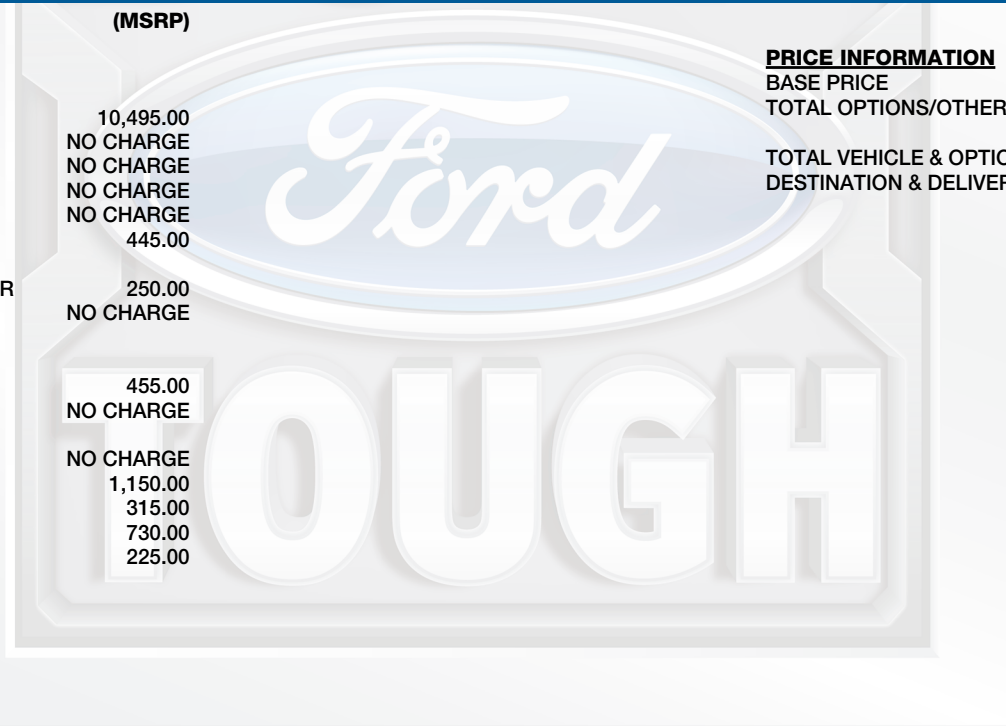 (MSRP)
10,495.00
NO CHARGE
NO CHARGE
NO CHARGE
NO CHARGE
445.00
R 250.00
NO CHARGE
455.00
NO CHARGE
NO CHARGE
1,150.00
315.00
730.00
225.00
PRICE INFORMATION
BASE PRICE
TOTAL OPTIONS/OTHER
TOTAL VEHICLE & OPTIO
DESTINATION & DELIVER
Ford
TOUGH